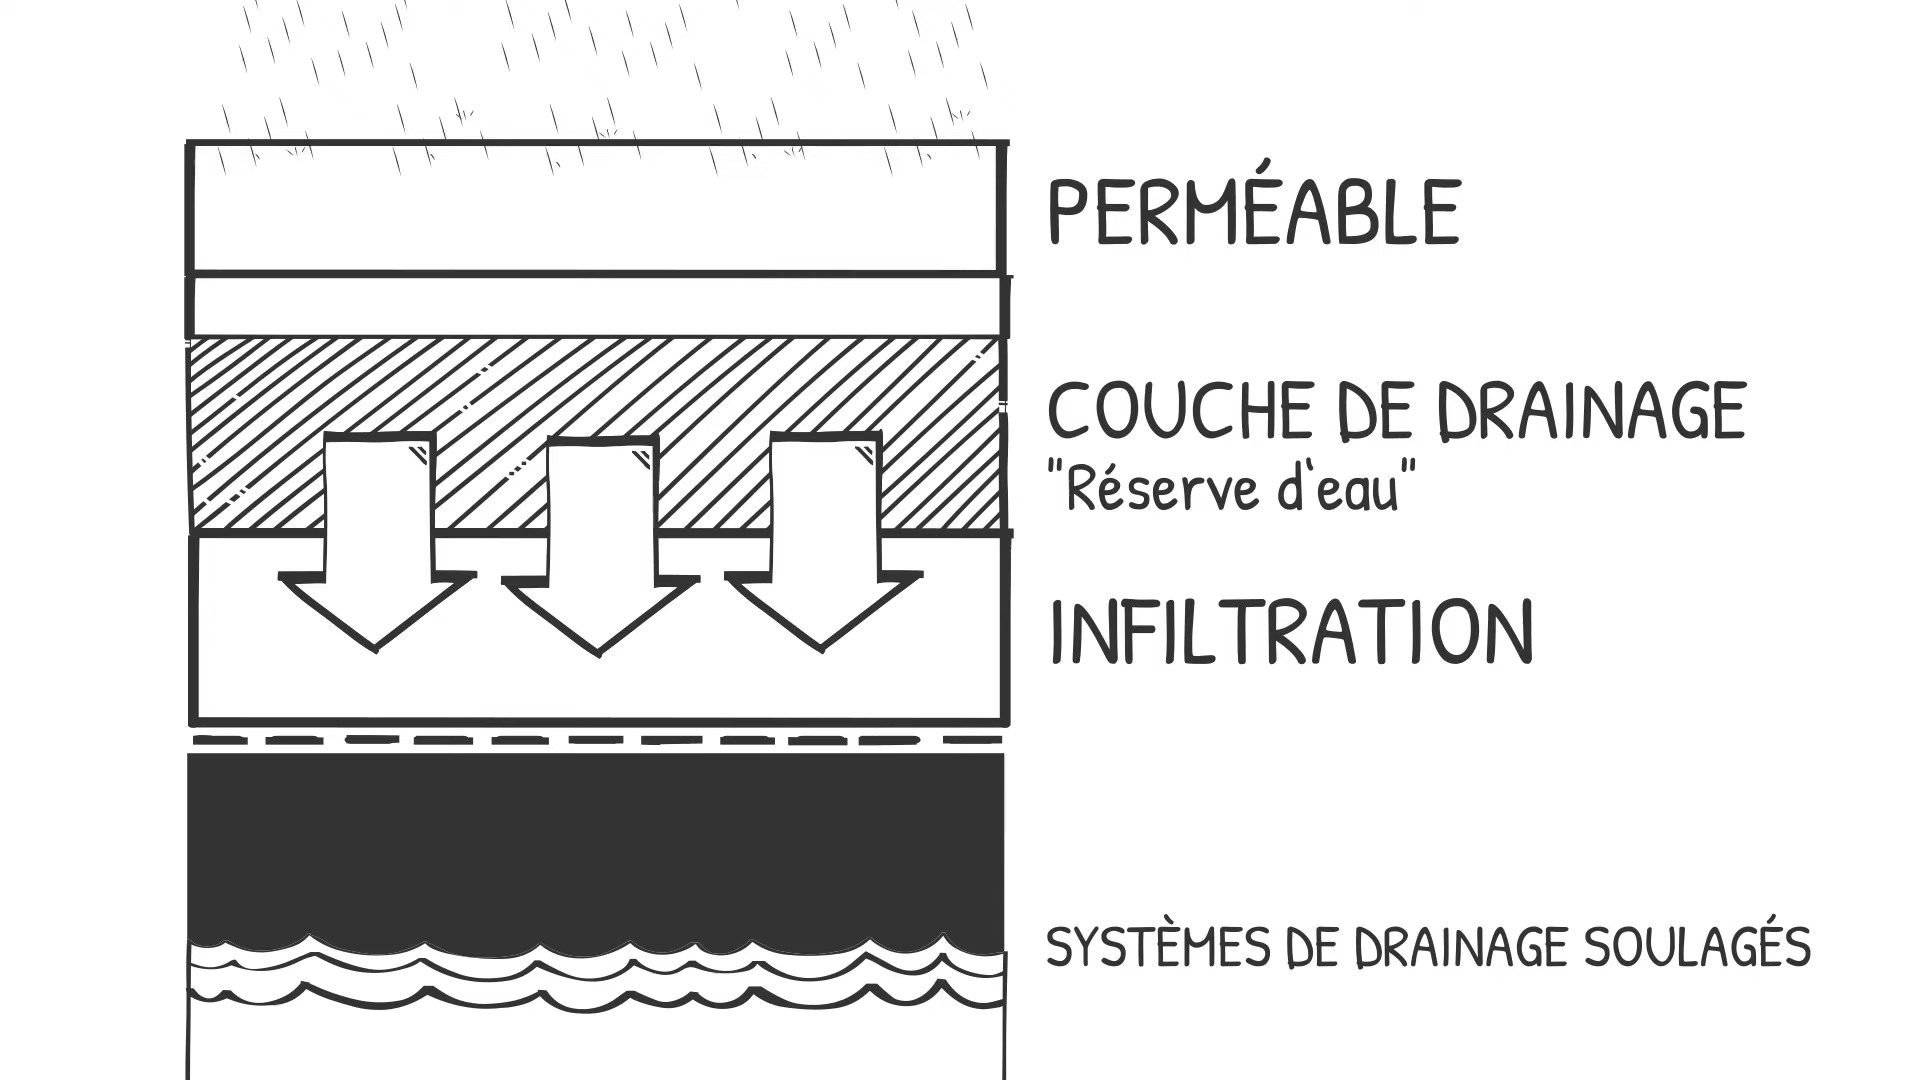 PERMÉABLE
COUCHE DE DRAINAGE
"Réserve d'eau"
INFILTRATION
SYSTÈMES DE DRAINAGE SOULAGÉS